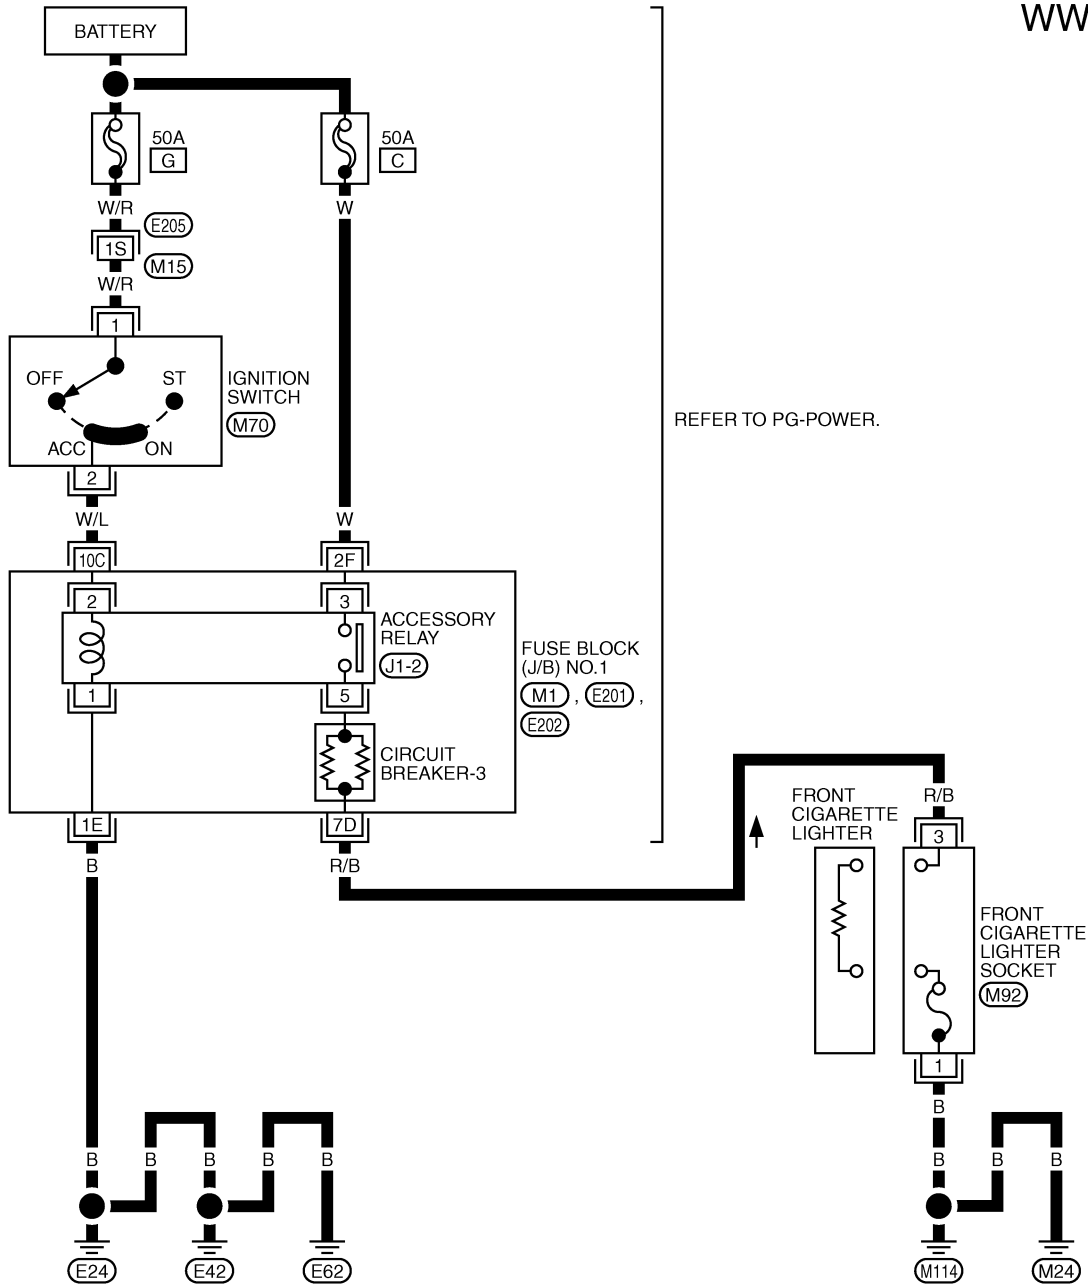 WW
BATTERY
50A
G
50A
C
W/R
W
E205
1S
M15
W/R
1
OFF
ST
IGNITION
SWITCH
M70
ACC
ON
2
REFER TO PG-POWER.
W/L
W
10C
2F
2
3
ACCESSORY
RELAY
J1-2
1
5
FUSE BLOCK
(J/B) NO.1
M1 , E201 ,
E202
CIRCUIT
BREAKER-3
1E
7D
B
R/B
R/B
FRONT
CIGARETTE
LIGHTER
3
FRONT
CIGARETTE
LIGHTER
SOCKET
M92
1
B
B
B
B
B
B
B
B
B
E24
E42
E62
M114
M24